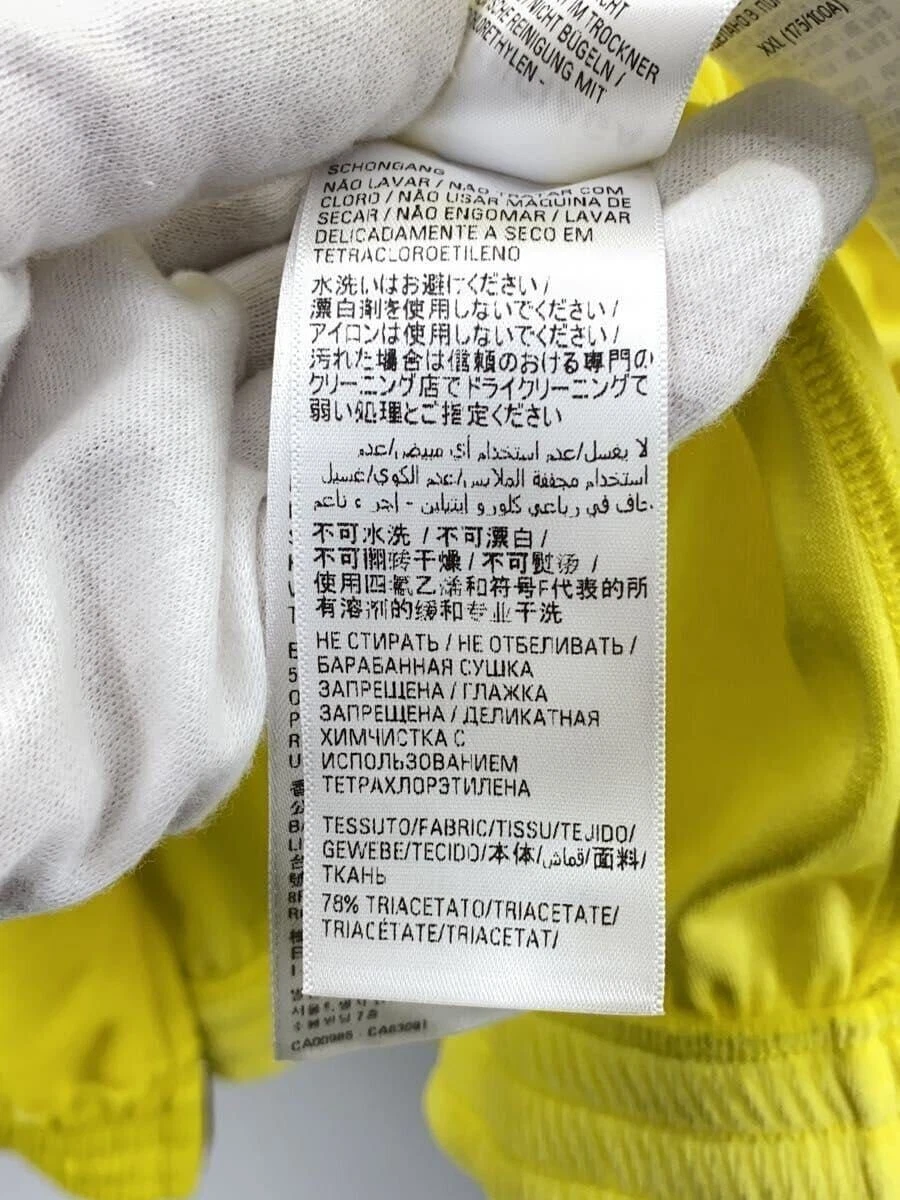 IM TROCKNER
NICHT BÜGELN /
REINIGUNG MIT
XXL (175/100A)
SCHONGANG
NÃO LAVAR / NÃO TRATAR COM
CLORO / NÃO USAR MAQUINA DE
SECAR / NÃO ENGOMAR / LAVAR
DELICADAMENTE A SECO EM
TETRACLOROETILENO
水洗いはお避けください /
漂白剤を使用しないでください /
アイロンは使用しないでください /
汚れた場合は信頼のおける専門の
クリーニング店でドライクリーニングで
弱い処理とご指定ください
لا يغسل/عدم استخدام أي مبيض/عدم
استخدام مجففة الملابس/عدم الكوي/غسيل
جاف في رباعي كلور و ايثيلين -
不可水洗 / 不可漂白 /
不可翻转干燥 / 不可熨烫 /
使用四氯乙烯和符号F代表的所
有溶剂的缓和专业干洗
НЕ СТИРАТЬ / НЕ ОТБЕЛИВАТЬ /
БАРАБАННАЯ СУШКА
ЗАПРЕЩЕНА / ГЛАЖКА
ЗАПРЕЩЕНА / ДЕЛИКАТНАЯ
ХИМЧИСТКА С
ИСПОЛЬЗОВАНИЕМ
ТЕТРАХЛОРЭТИЛЕНА
TESSUTO/FABRIC/TISSU/TEJIDO/
GEWEBE/TECIDO/本体/قماش/面料/
ТКАНЬ
78% TRIACETATO/TRIACETATE/
TRIACÉTATE/TRIACETAT/
CA00985 -